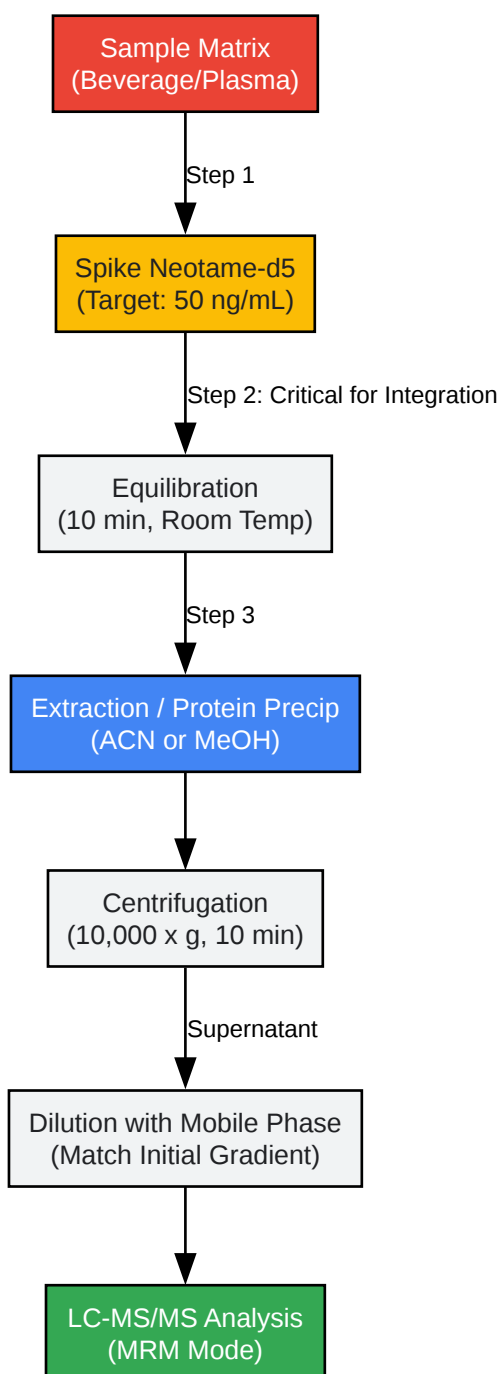 Sample Matrix
(Beverage/Plasma)
Step 1
Spike Neotame-d5
(Target: 50 ng/mL)
Step 2: Critical for Integration
Equilibration
(10 min, Room Temp)
Step 3
Extraction / Protein Precip
(ACN or MeOH)
Centrifugation
(10,000 x g, 10 min)
Supernatant
Dilution with Mobile Phase
(Match Initial Gradient)
LC-MS/MS Analysis
(MRM Mode)